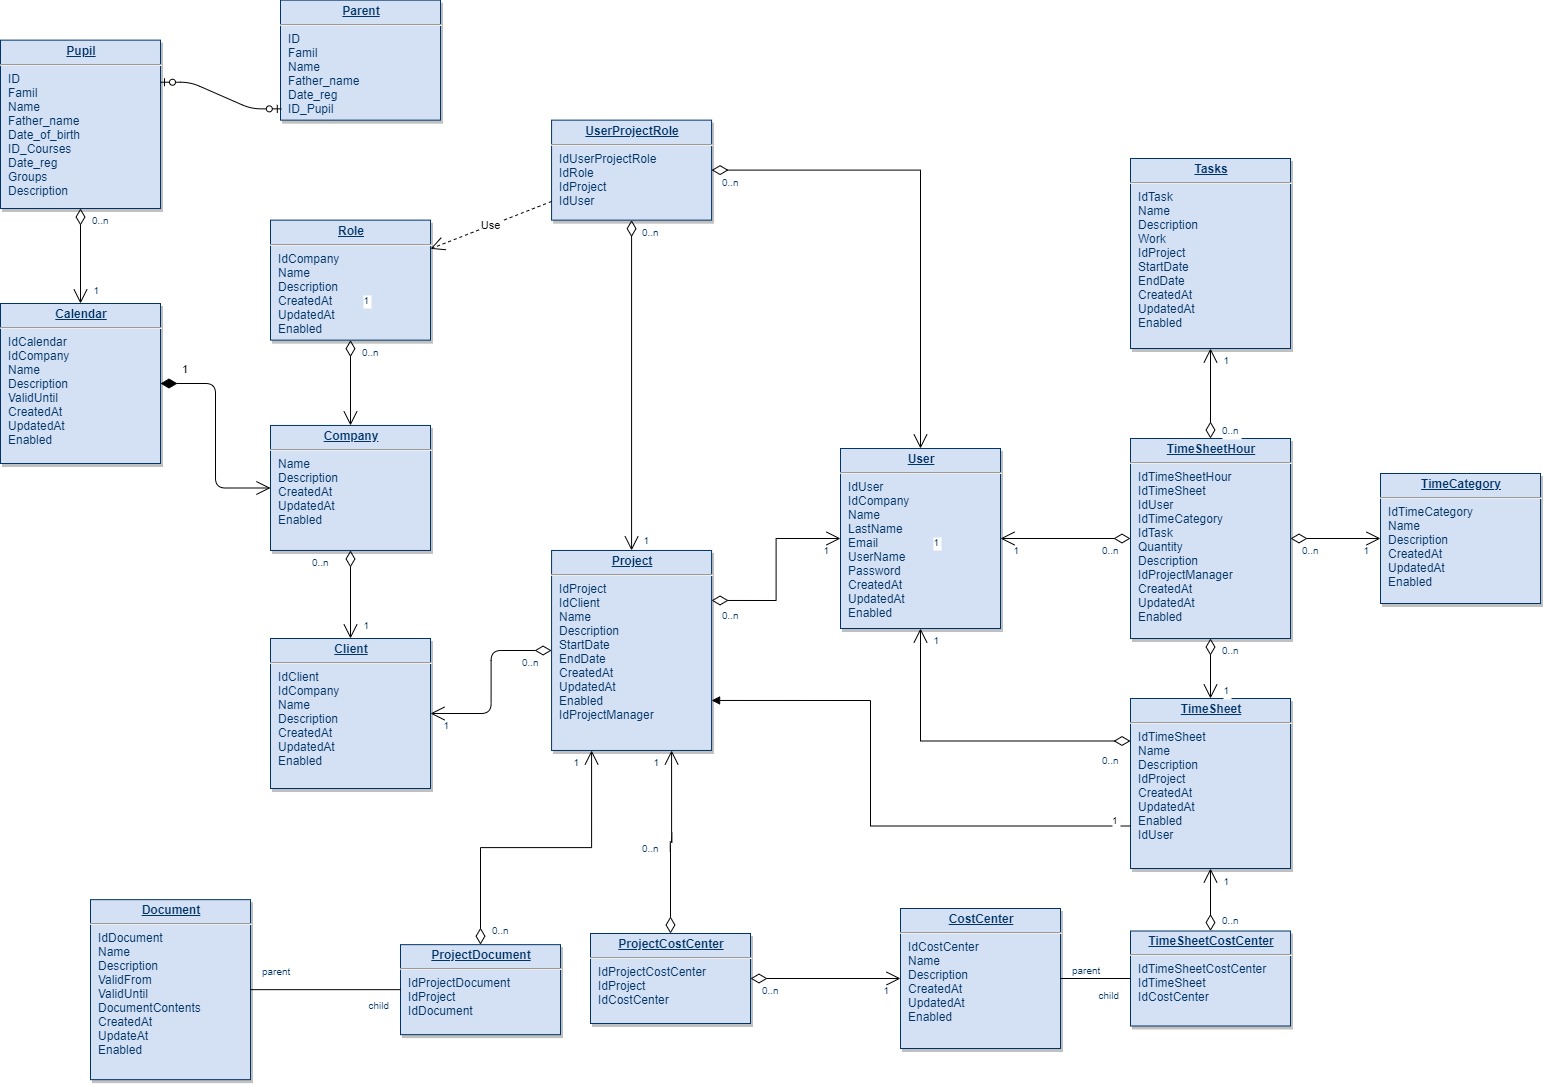 Parent
ID
Famil
Name
Father_name
Date_reg
ID_Pupil
Pupil
ID
Famil
Name
Father_name
Date_of_birth
ID_Courses
Date_reg
Groups
Description
0..n
1
UserProjectRole
IdUserProjectRole
IdRole
IdProject
IdUser
0..n
0..n
Use
Role
IdCompany
Name
Description
CreatedAt
1
UpdatedAt
Enabled
0..n
Tasks
IdTask
Name
Description
Work
IdProject
StartDate
EndDate
CreatedAt
UpdatedAt
Enabled
1
0..n
Calendar
IdCalendar
IdCompany
Name
Description
ValidUntil
CreatedAt
UpdatedAt
Enabled
1
Company
Name
Description
CreatedAt
UpdatedAt
Enabled
0..n
1
User
IdUser
IdCompany
Name
LastName
Email
1
UserName
Password
CreatedAt
UpdatedAt
Enabled
1
1
1
TimeSheetHour
IdTimeSheetHour
IdTimeSheet
IdUser
IdTimeCategory
IdTask
Quantity
Description
IdProjectManager
CreatedAt
UpdatedAt
Enabled
0..n
0..n
1
0..n
1
TimeCategory
IdTimeCategory
Name
Description
CreatedAt
UpdatedAt
Enabled
1
Project
IdProject
IdClient
Name
Description
StartDate
EndDate
CreatedAt
UpdatedAt
Enabled
IdProjectManager
0..n
0..n
1
1
1
Client
IdClient
IdCompany
Name
Description
CreatedAt
UpdatedAt
Enabled
TimeSheet
IdTimeSheet
Name
Description
IdProject
CreatedAt
UpdatedAt
Enabled
IdUser
0..n
1
1
0..n
0..n
Document
IdDocument
Name
Description
ValidFrom
ValidUntil
DocumentContents
CreatedAt
UpdateAt
Enabled
parent
child
0..n
ProjectDocument
IdProjectDocument
IdProject
IdDocument
ProjectCostCenter
IdProjectCostCenter
IdProject
IdCostCenter
0..n
1
CostCenter
IdCostCenter
Name
Description
CreatedAt
UpdatedAt
Enabled
parent
child
TimeSheetCostCenter
IdTimeSheetCostCenter
IdTimeSheet
IdCostCenter